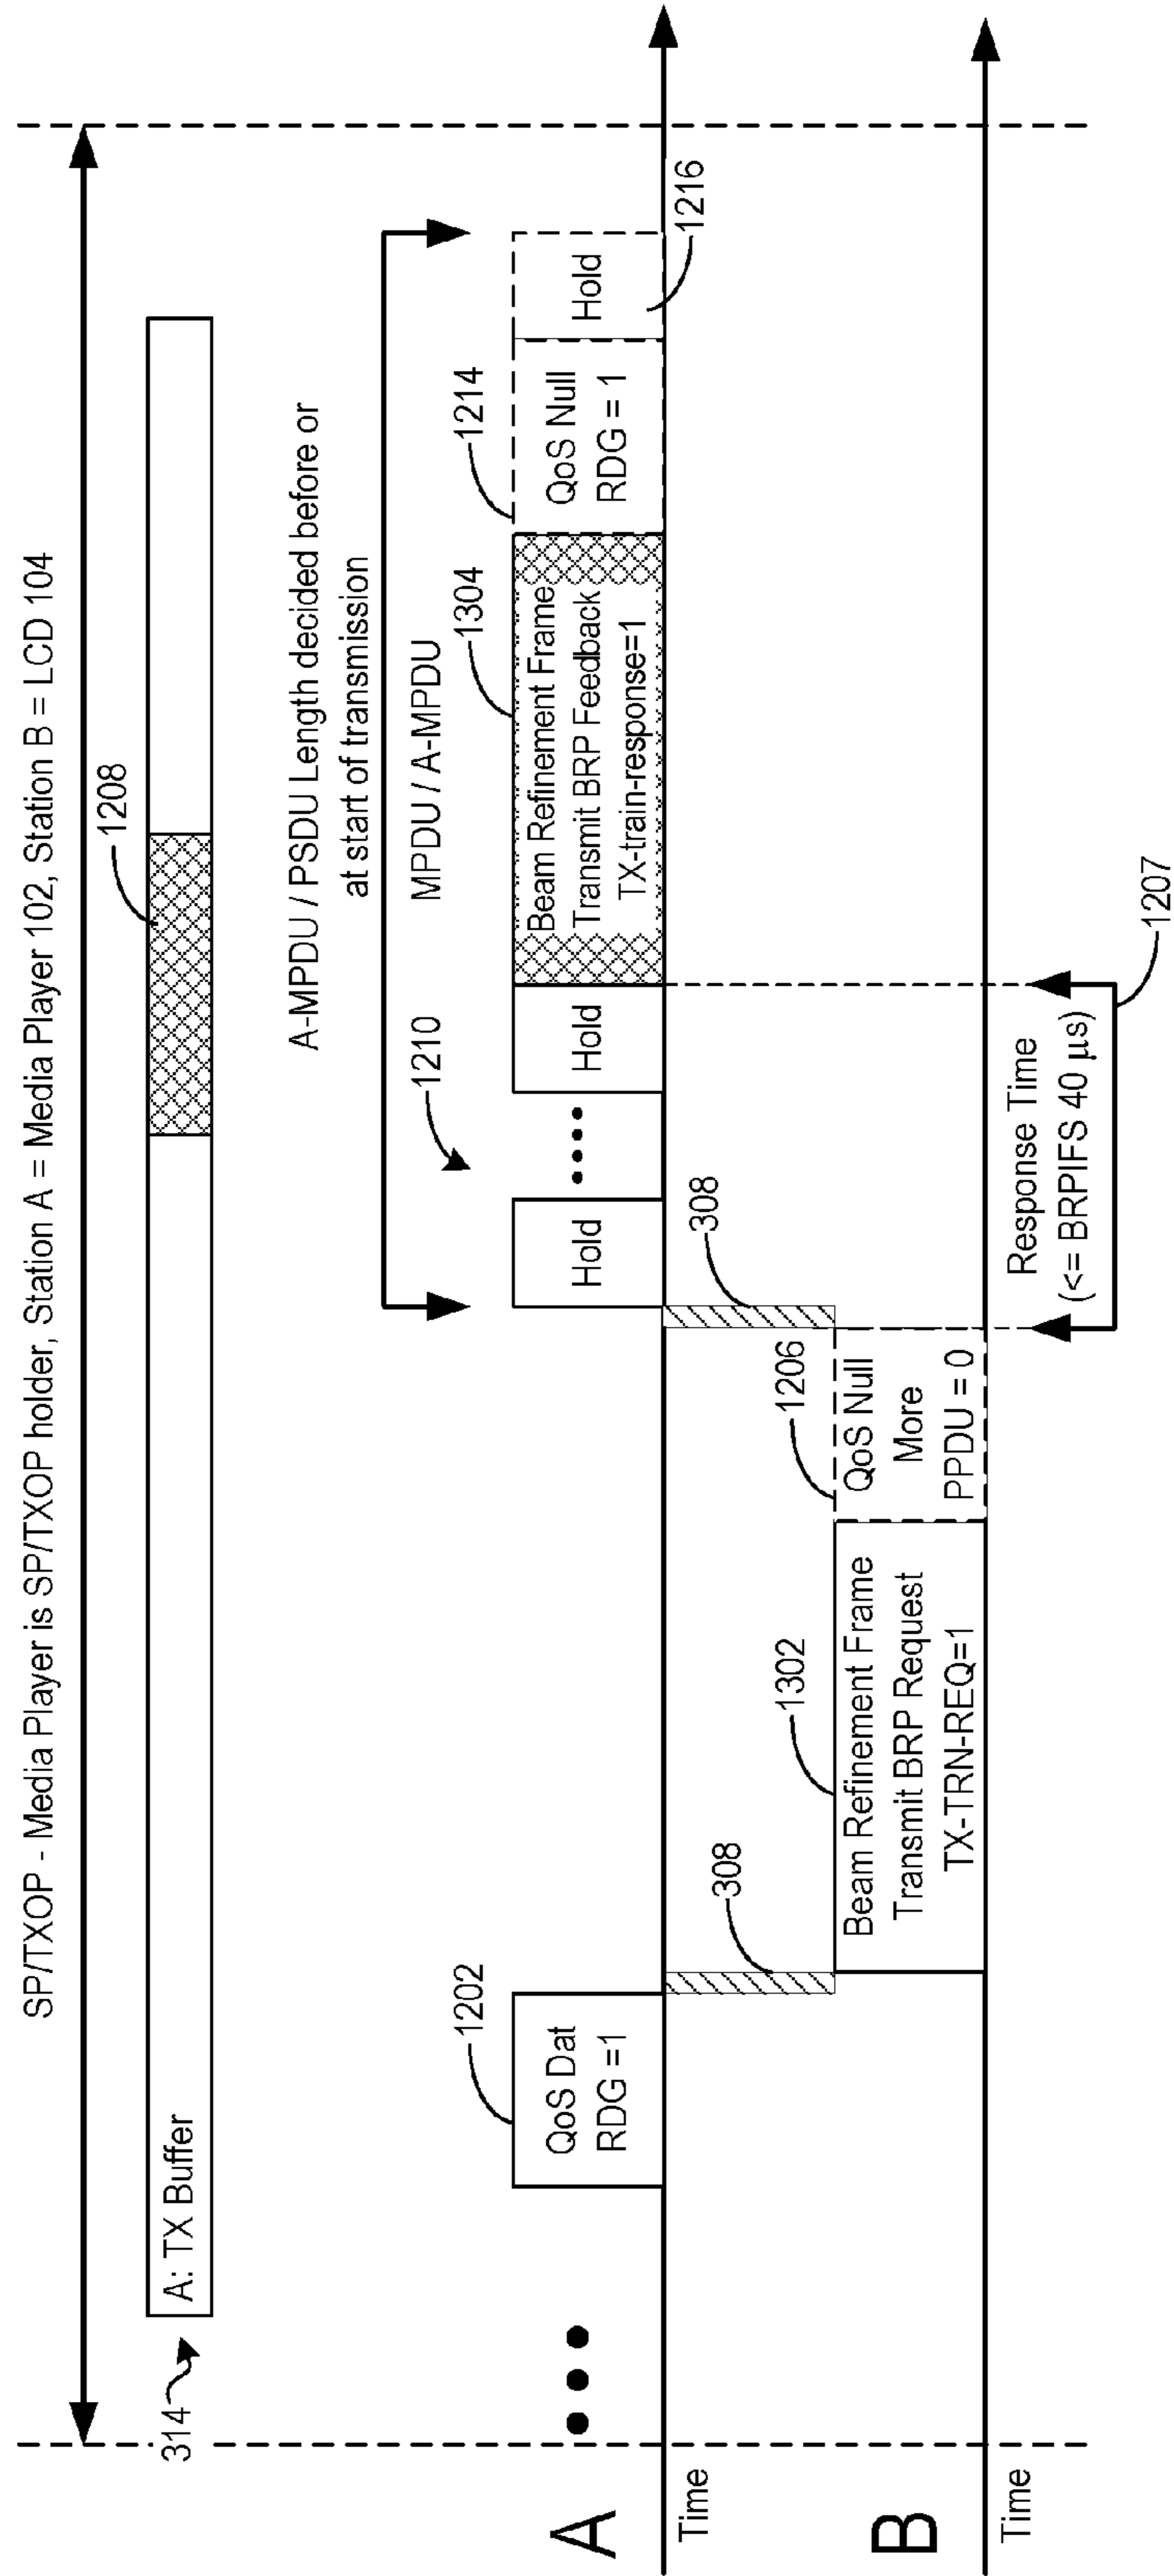 SP/TXOP - Media Player is SP/TXOP holder, Station A = Media Player 102, Station B = LCD 104
314
A: TX Buffer
1208
A-MPDU / PSDU Length decided before or
at start of transmission
MPDU / A-MPDU
A
1202
QoS Dat
RDG =1
1210
Hold
Hold
1304
Beam Refinement Frame
Transmit BRP Feedback
TX-train-response=1
1214
QoS Null
RDG = 1
Hold
1216
Time
308
308
B
1302
Beam Refinement Frame
Transmit BRP Request
TX-TRN-REQ=1
1206
QoS Null
More
PPDU = 0
Time
Response Time
(<= BRPIFS 40 μs)
1207